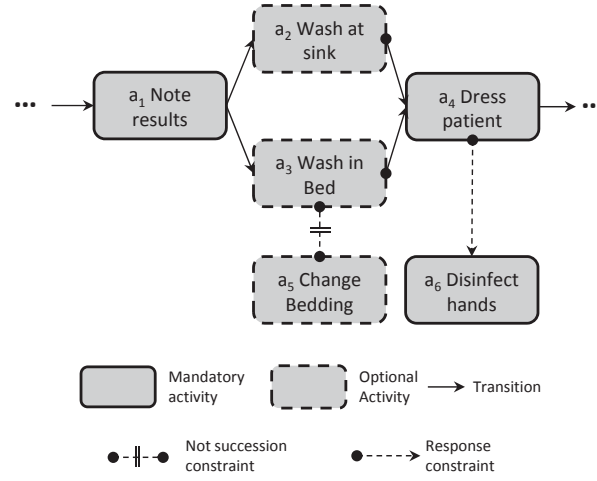 a₂ Wash at
sink
... a₁ Note
results
a₄ Dress
patient ..
a₃ Wash in
Bed
a₅ Change
Bedding
a₆ Disinfect
hands
Mandatory
activity
Optional
Activity
Transition
Not succession
constraint
Response
constraint